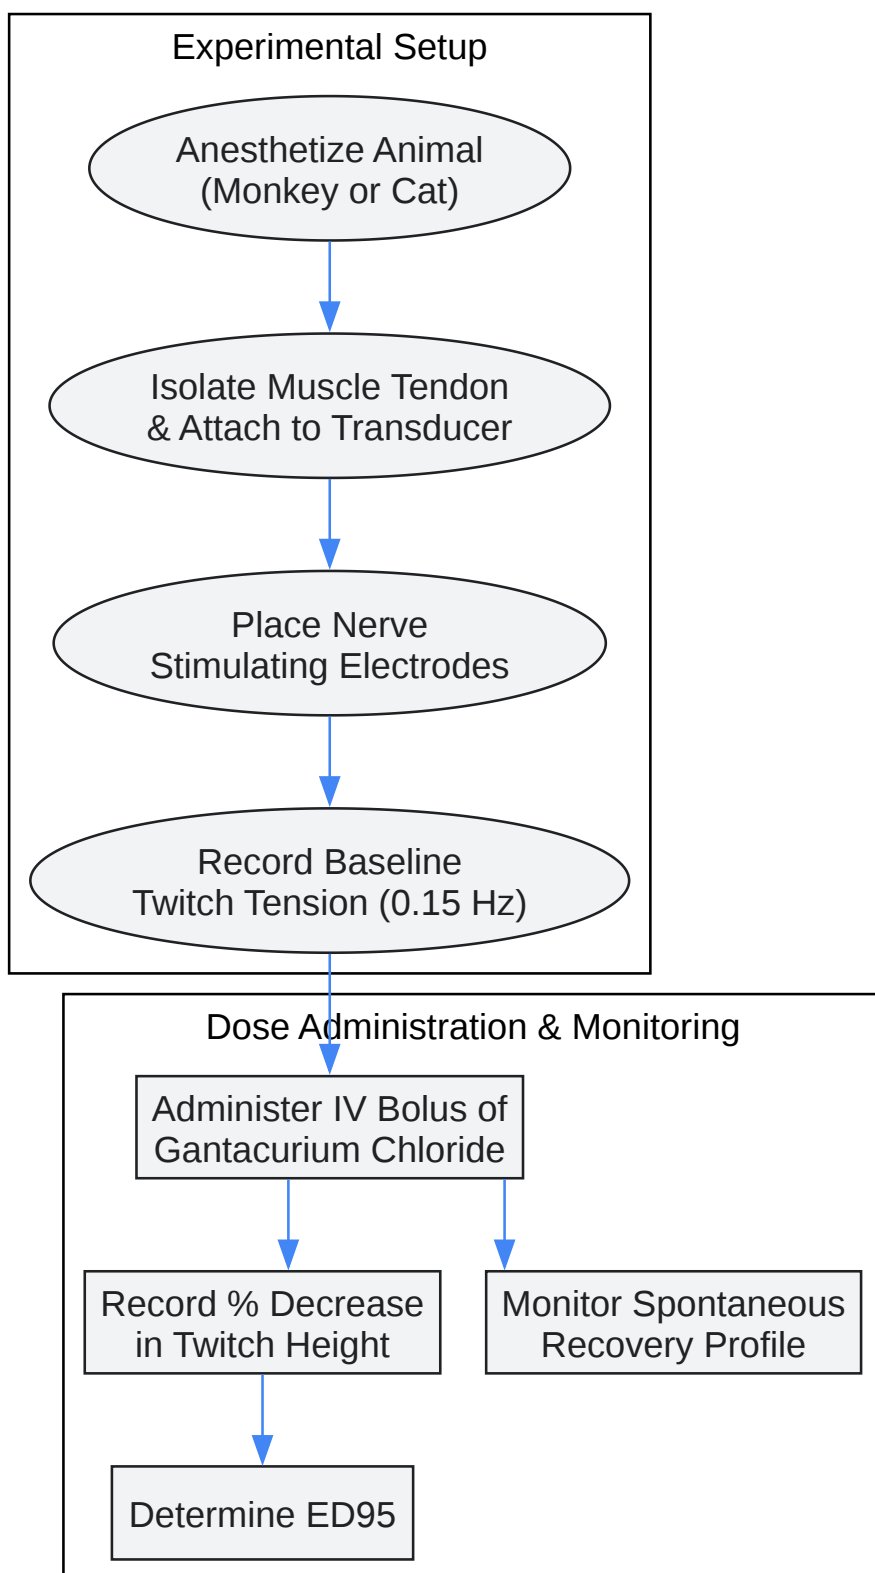 Experimental Setup
Anesthetize Animal
(Monkey or Cat)
Isolate Muscle Tendon
& Attach to Transducer
Place Nerve
Stimulating Electrodes
Record Baseline
Twitch Tension (0.15 Hz)
Dose Administration & Monitoring
Administer IV Bolus of
Gantacurium Chloride
Record % Decrease
in Twitch Height
Monitor Spontaneous
Recovery Profile
Determine ED95